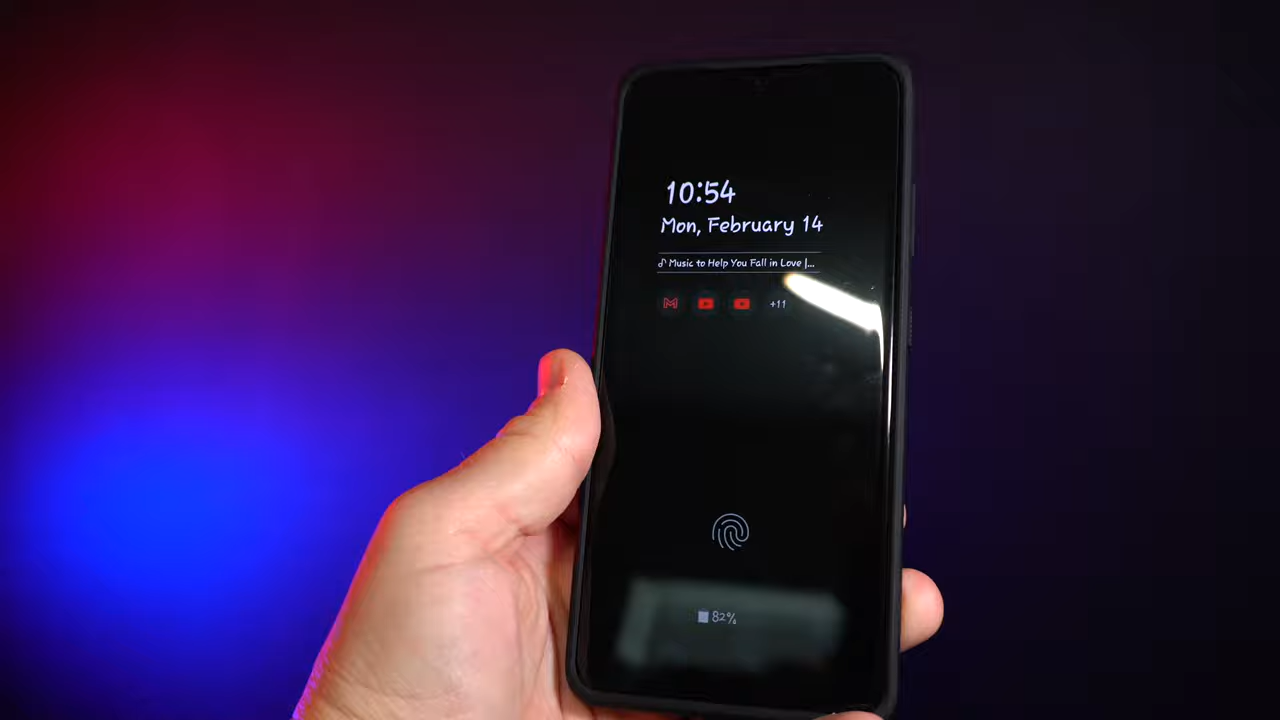 10:54
Mon, February 14
♪ Music to Help You Fall in Love |...
+11
82%